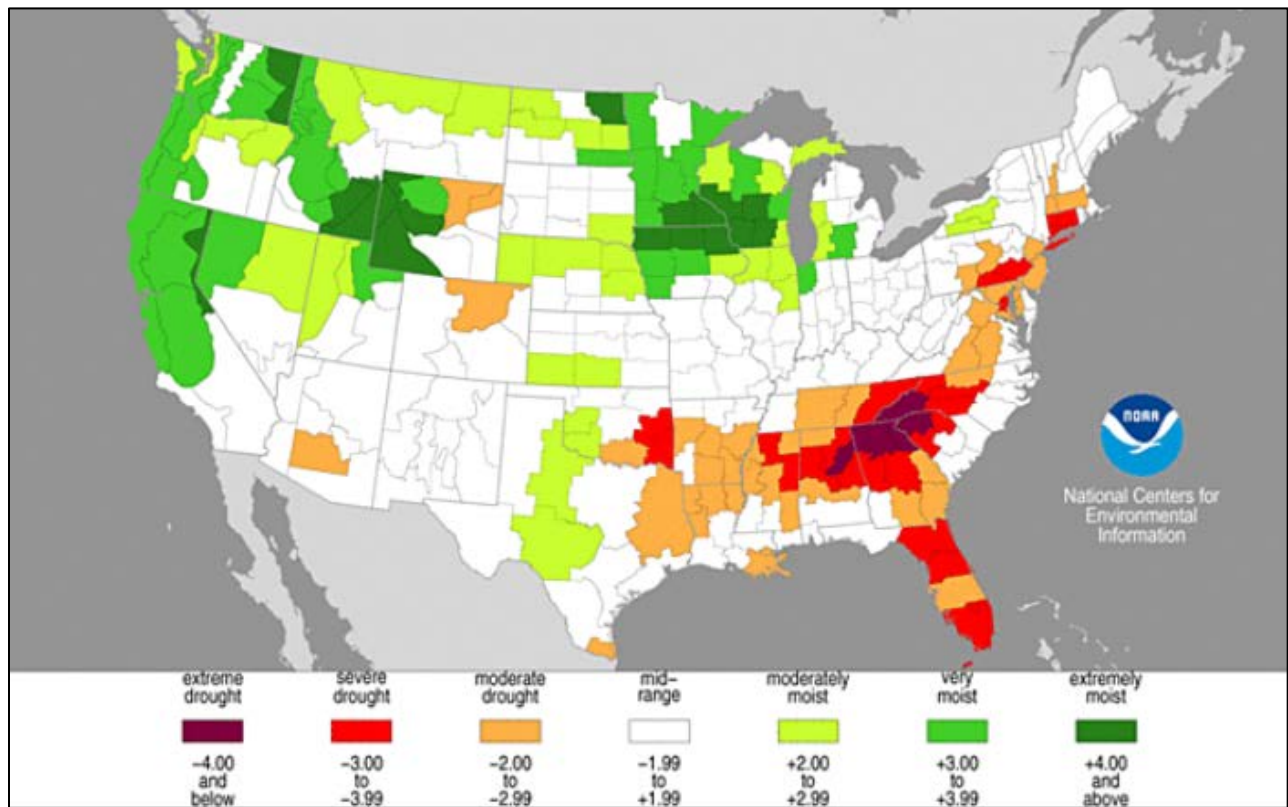 NOAA
National Centers for
Environmental
Information
extreme drought
severe drought
moderate drought
mid-
range
moderately
moist
very
moist
extremely
moist
-4.00
and
below
-3.00
to
-3.99
-2.00
to
-2.99
-1.99
to
+1.99
+2.00
to
+2.99
+3.00
to
+3.99
+4.00
and
above